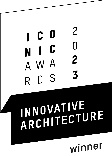 ICO 2
NIC 0
AWA 2
RDS 3
INNOVATIVE
ARCHITECTURE
winner